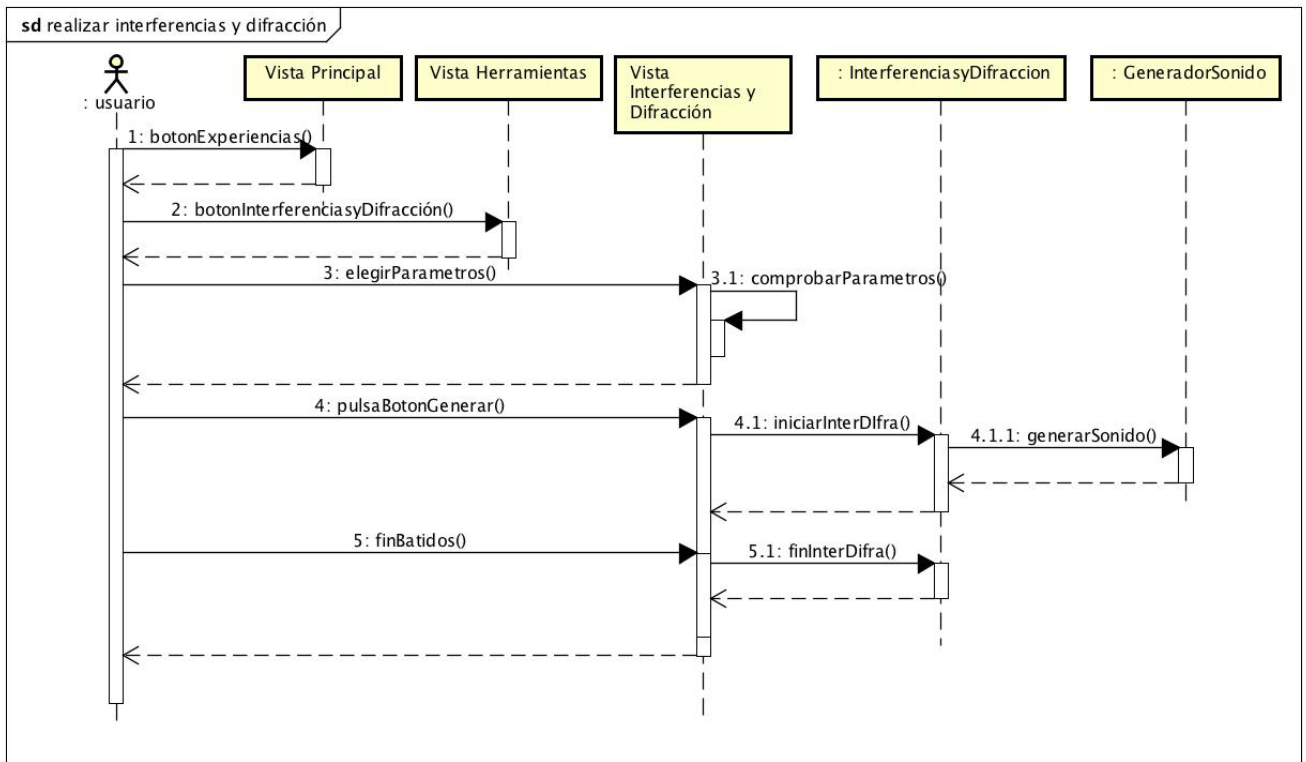 sd realizar interferencias y difracción
: usuario
Vista Principal
Vista Herramientas
Vista
Interferencias y
Difracción
: InterferenciasyDifraccion
: GeneradorSonido
1: botonExperiencias()
2: botonInterferenciasyDifracción()
3: elegirParametros()
3.1: comprobarParametros()
4: pulsaBotonGenerar()
4.1: iniciarInterDIfra()
4.1.1: generarSonido()
5: finBatidos()
5.1: finInterDifra()